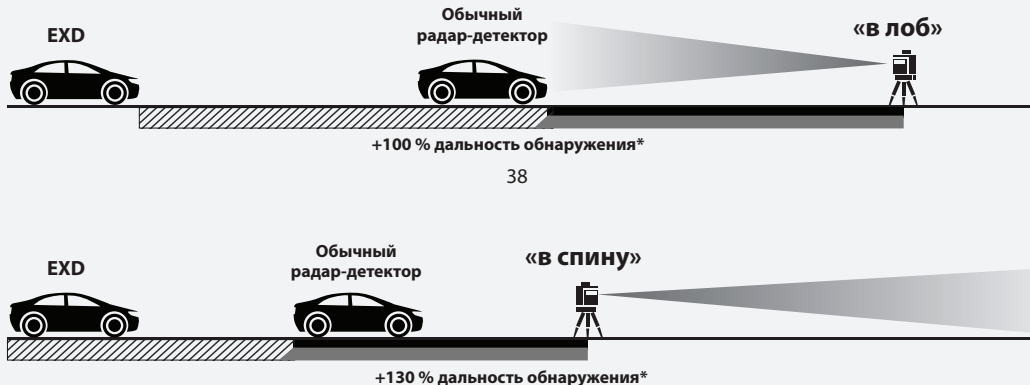 EXD
Обычный
радар-детектор
«в лоб»
+100 % дальность обнаружения*
38
EXD
Обычный
радар-детектор
«в спину»
+130 % дальность обнаружения*